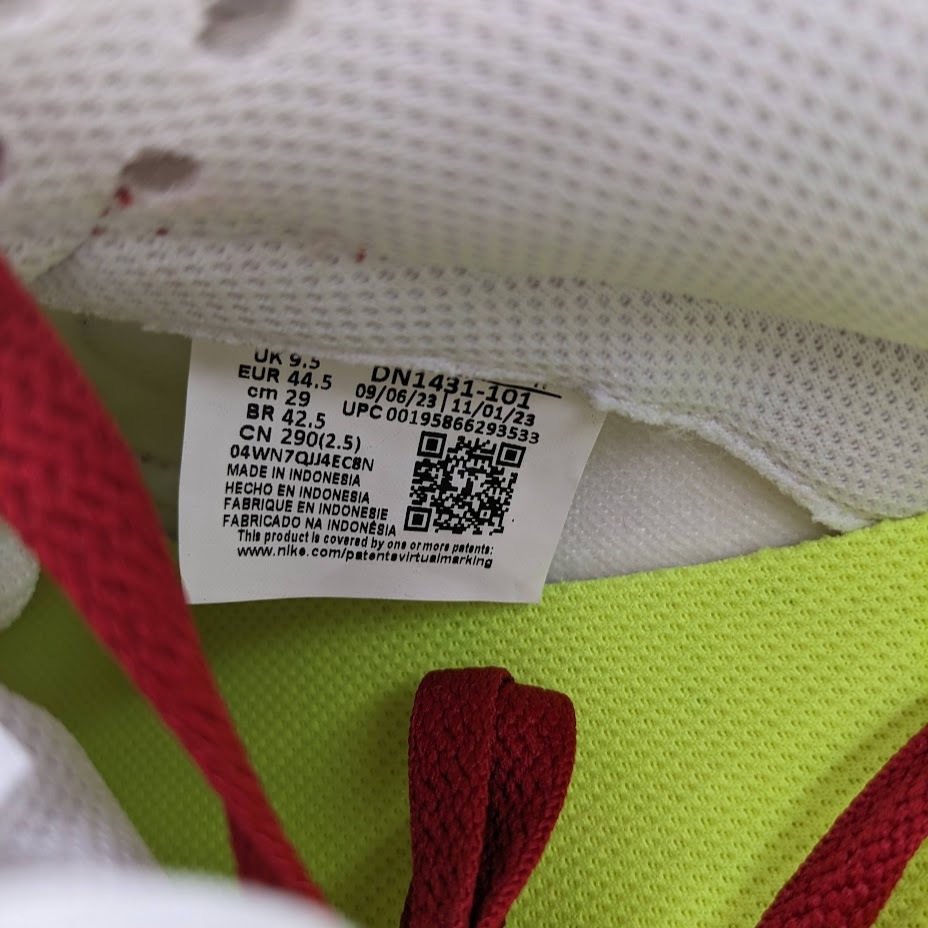 UK 9.5
EUR 44.5
cm 29
BR 42.5
CN 290(2.5)
04WN7QJJ4EC8N
MADE IN INDONESIA
HECHO EN INDONESIA
FABRIQUE EN INDONESIE
FABRICADO NA INDONÉSIA
DN1431-101
09/06/23 | 11/01/23
UPC 00195866293533
This product is covered by one or more patents:
www.nike.com/patentsvirtualmarking